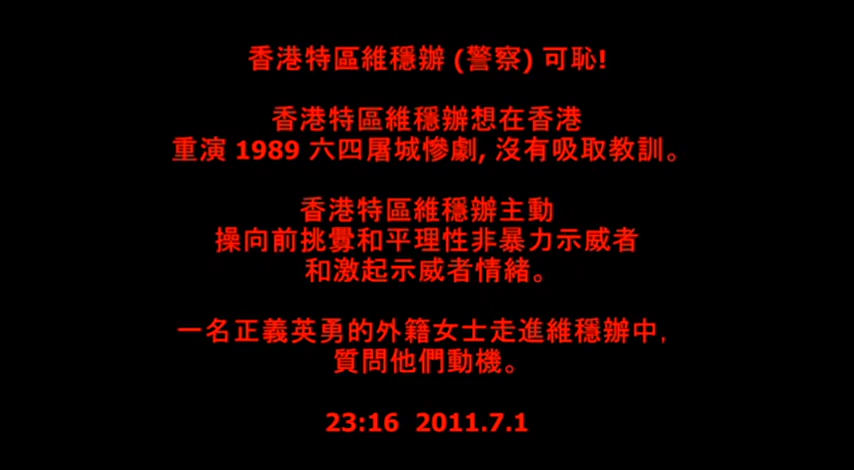 香港特區維穩辦 (警察) 可恥!
香港特區維穩辦想在香港
重演 1989 六四屠城慘劇, 沒有吸取教訓。
香港特區維穩辦主動
操向前挑釁和平理性非暴力示威者
和激起示威者情緒。
一名正義英勇的外籍女士走進維穩辦中,
質問他們動機。
23:16 2011.7.1